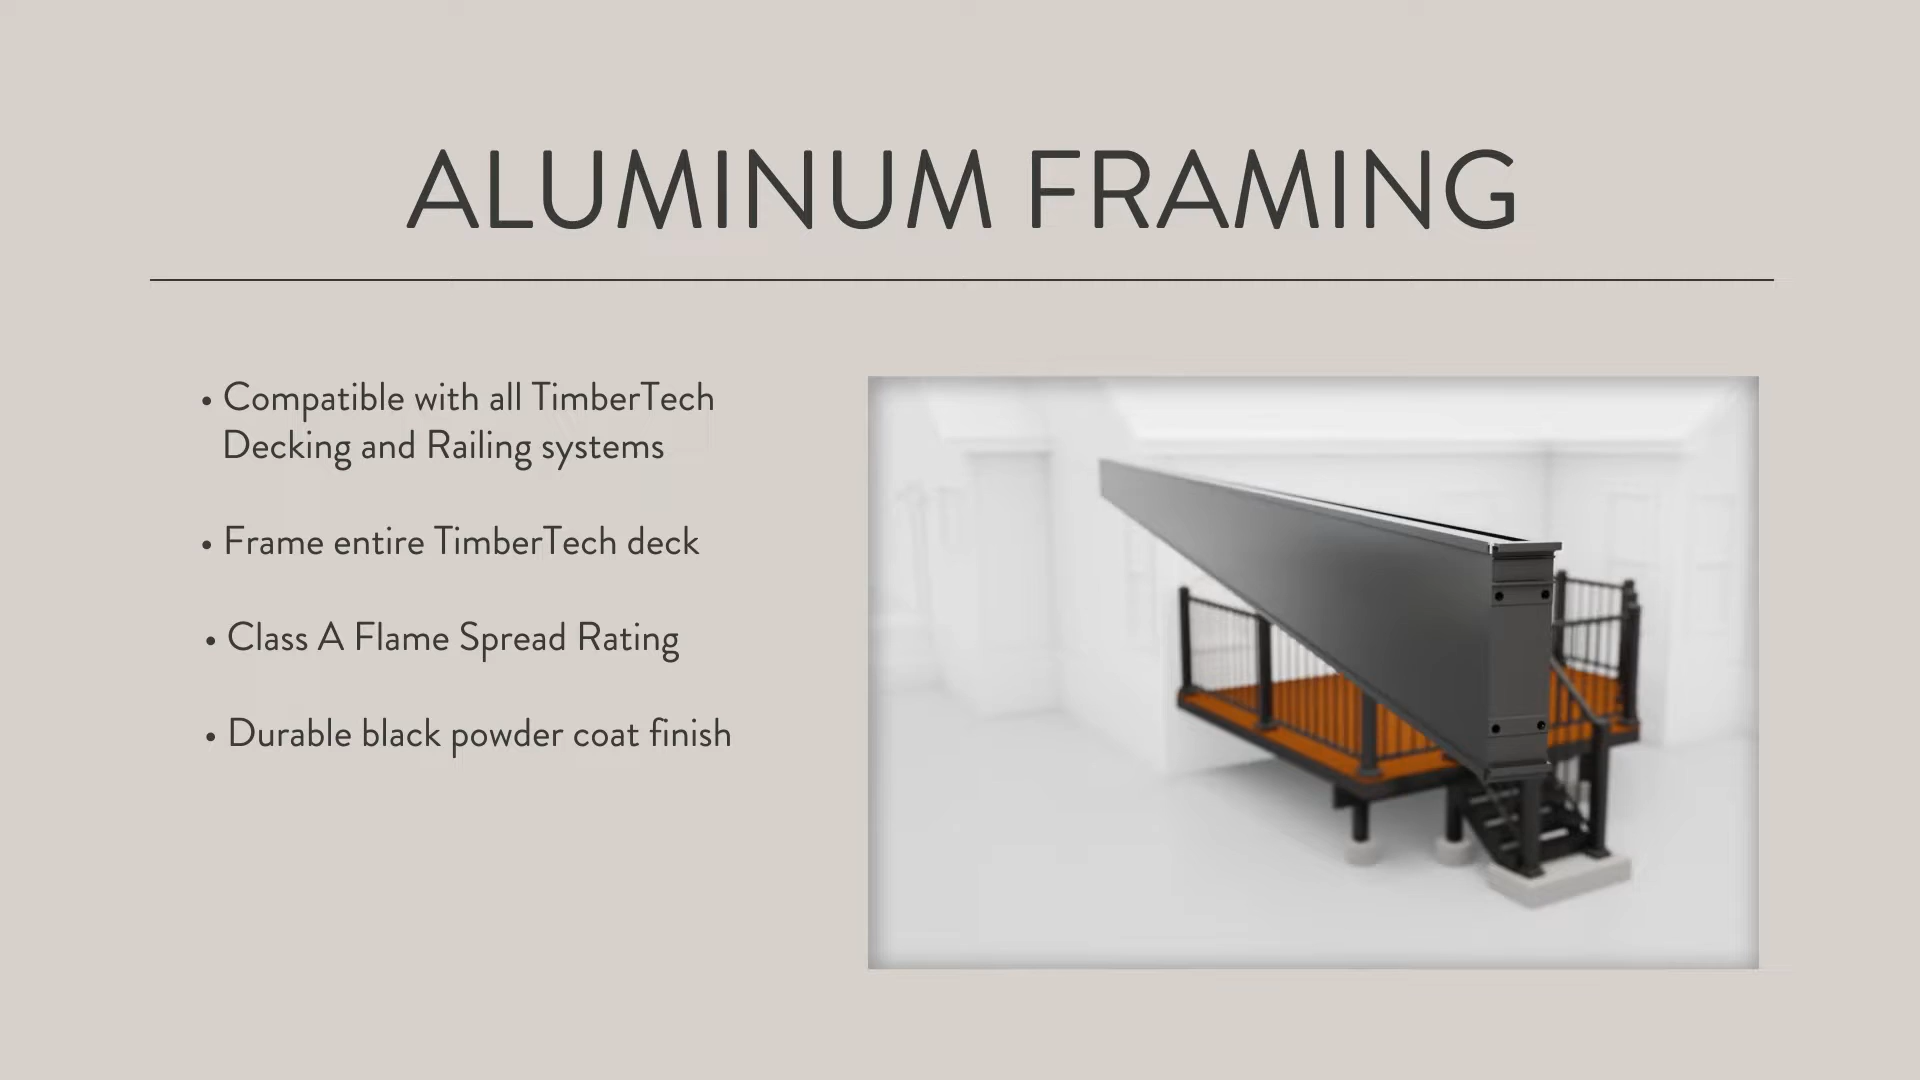 ALUMINUM FRAMING
• Compatible with all TimberTech
Decking and Railing systems
• Frame entire TimberTech deck
• Class A Flame Spread Rating
• Durable black powder coat finish